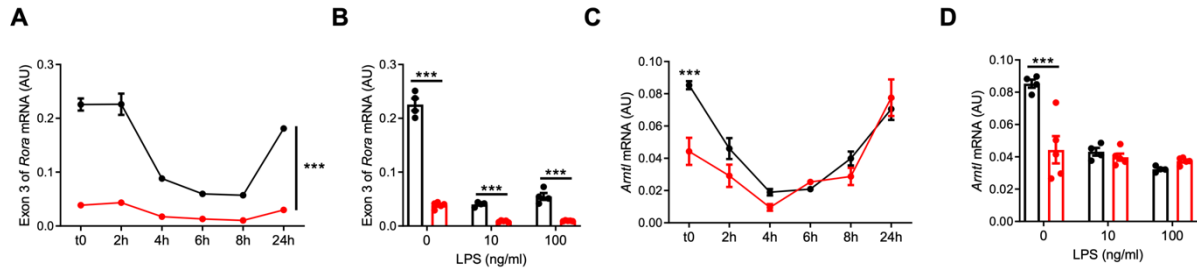 A
Exon 3 of Rora mRNA (AU)
0.3
0.2
0.1
0.0
t0 2h 4h 6h 8h 24h
***
B
Exon 3 of Rora mRNA (AU)
0.3
0.2
0.1
0.0
***
***
***
0 10 100
LPS (ng/ml)
C
Arntl mRNA (AU)
0.10
0.08
0.06
0.04
0.02
0.00
***
t0 2h 4h 6h 8h 24h
D
Arntl mRNA (AU)
0.10
0.08
0.06
0.04
0.02
0.00
***
0 10 100
LPS (ng/ml)